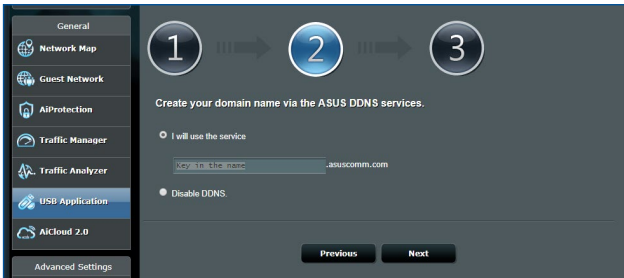 General
Network Map
Guest Network
AiProtection
Traffic Manager
Traffic Analyzer
USB Application
AiCloud 2.0
Advanced Settings
1
2
3
Create your domain name via the ASUS DDNS services.
I will use the service
Key in the name .asuscomm.com
Disable DDNS.
Previous
Next